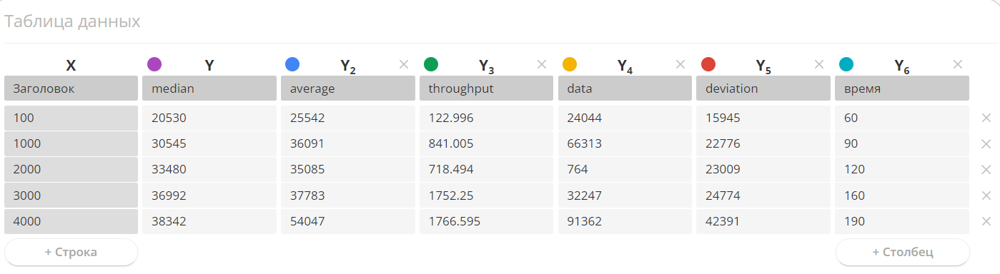 Таблица данных
X Y Y2 Y3 Y4 Y5 Y6
Заголовок median average throughput data deviation время
100 20530 25542 122.996 24044 15945 60
1000 30545 36091 841.005 66313 22776 90
2000 33480 35085 718.494 764 23009 120
3000 36992 37783 1752.25 32247 24774 160
4000 38342 54047 1766.595 91362 42391 190
+ Строка + Столбец